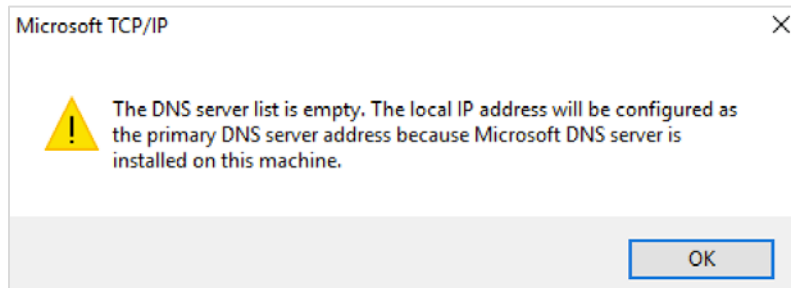 Microsoft TCP/IP
The DNS server list is empty. The local IP address will be configured as
the primary DNS server address because Microsoft DNS server is
installed on this machine.
OK